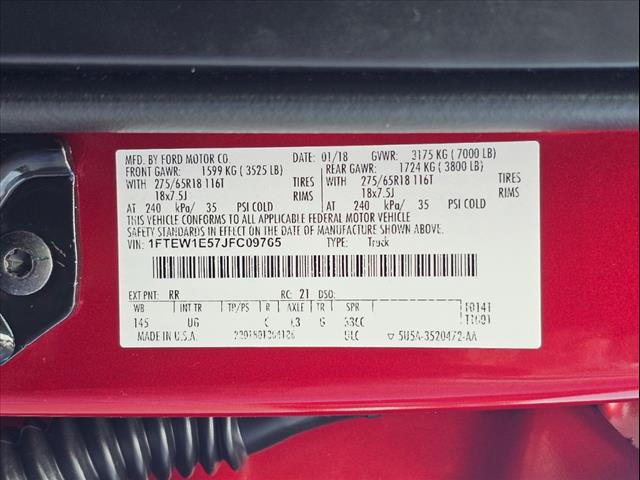 MFD. BY FORD MOTOR CO. DATE: 01/18 GVWR: 3175 KG ( 7000 LB)
FRONT GAWR: 1599 KG ( 3525 LB) REAR GAWR: 1724 KG ( 3800 LB)
WITH 275/65R18 116T TIRES WITH 275/65R18 116T TIRES
18x7.5J RIMS 18x7.5J RIMS
AT 240 kPa/ 35 PSI COLD AT 240 kPa/ 35 PSI COLD
THIS VEHICLE CONFORMS TO ALL APPLICABLE FEDERAL MOTOR VEHICLE
SAFETY STANDARDS IN EFFECT ON THE DATE OF MANUFACTURE SHOWN ABOVE.
VIN: 1FTEW1E57JFC09765 TYPE: Truck
EXT PNT: RR RC: 21 DSO:
WB INT TR TP/PS R AXLE TR SPR
145 UG G
MADE IN U.S.A. 5U5A-3520472-AA